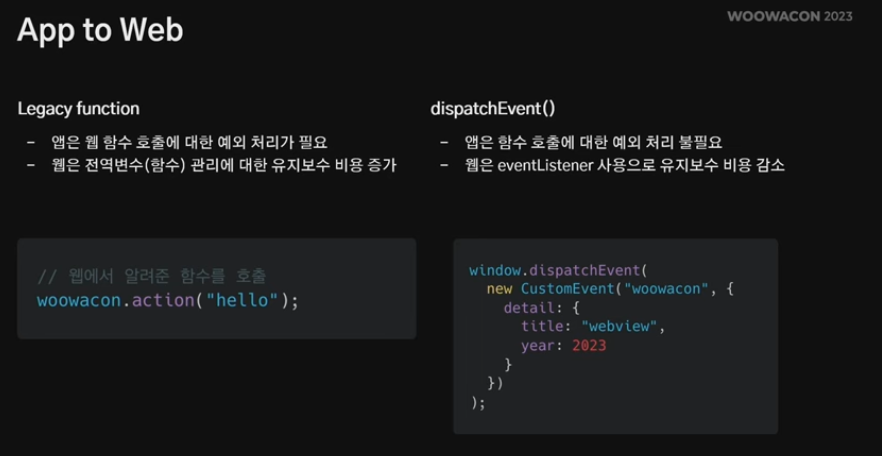 WOOWACON 2023
App to Web
Legacy function
- 앱은 웹 함수 호출에 대한 예외 처리가 필요
- 웹은 전역변수(함수) 관리에 대한 유지보수 비용 증가
// 웹에서 알려준 함수를 호출
woowacon.action("hello");
dispatchEvent()
- 앱은 함수 호출에 대한 예외 처리 불필요
- 웹은 eventListener 사용으로 유지보수 비용 감소
window.dispatchEvent(
new CustomEvent("woowacon", {
detail: {
title: "webview",
year: 2023
}
})
);